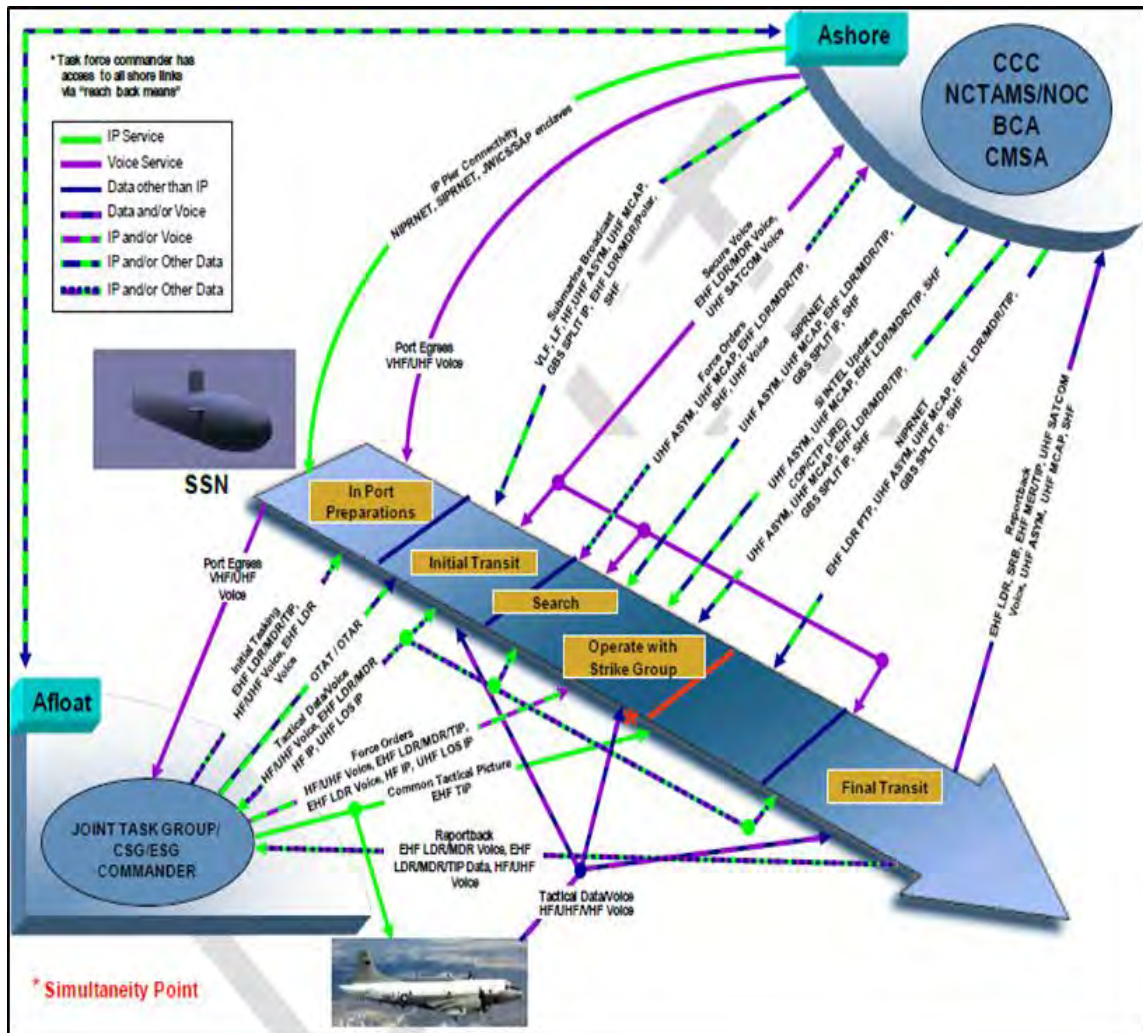 Ashore
CCC
NCTAMS/NOC
BCA
CMSA
* Task force commander has
access to all shore links
via "reach back means"
IP Service
Voice Service
Data other than IP
Data and/or Voice
IP and/or Voice
IP and/or Other Data
IP and/or Other Data
IP Pier Connectivity
NIPRNET, SIPRNET, JWICS/SAP enclaves
Port Egress
VHF/UHF Voice
Submarine Broadcast
VLF, LF, HF, UHF ASYM, UHF MCAP,
GBS SPLIT IP, EHF LDR/MDR/Polar,
SHF
Secure Voice
EHF LDR/MDR Voice,
UHF SATCOM Voice
Force Orders
UHF ASYM, UHF MCAP, EHF LDR/MDR/TIP,
SHF, UHF Voice
SIPRNET
UHF ASYM, UHF MCAP, EHF LDR/MDR/TIP,
GBS SPLIT IP, SHF
SI INTEL Updates
UHF ASYM, UHF MCAP, EHF LDR/MDR/TIP, SHF
COP/CTP (JRE)
UHF ASYM, UHF MCAP, EHF LDR/MDR/TIP,
GBS SPLIT IP, SHF
NIPRNET
EHF LDR PTP, UHF ASYM, UHF MCAP, EHF LDR/MDR/TIP,
GBS SPLIT IP, SHF
Reportback
EHF LDR, SRB, EHF MER/TIP, UHF SATCOM
Voice, UHF ASYM, UHF MCAP, SHF
SSN
In Port
Preparations
Initial Transit
Search
Operate with
Strike Group
*
Final Transit
Port Egress
VHF/UHF
Voice
Initial Tasking
EHF LDR/MDR/TIP,
HF/UHF Voice, EHF LDR
Voice
OTAT / OTAR
Tactical Data/Voice
HF/UHF Voice, EHF LDR/MDR
HF IP, UHF LOS IP
Force Orders
HF/UHF Voice, EHF LDR/MDR/TIP,
EHF LDR Voice, HF IP, UHF LOS IP
Common Tactical Picture
EHF TIP
Reportback
EHF LDR/MDR Voice, EHF
LDR/MDR/TIP Data, HF/UHF
Voice
Tactical Data/Voice
HF/UHF/VHF Voice
Afloat
JOINT TASK GROUP/
CSG/ESG
COMMANDER
* Simultaneity Point